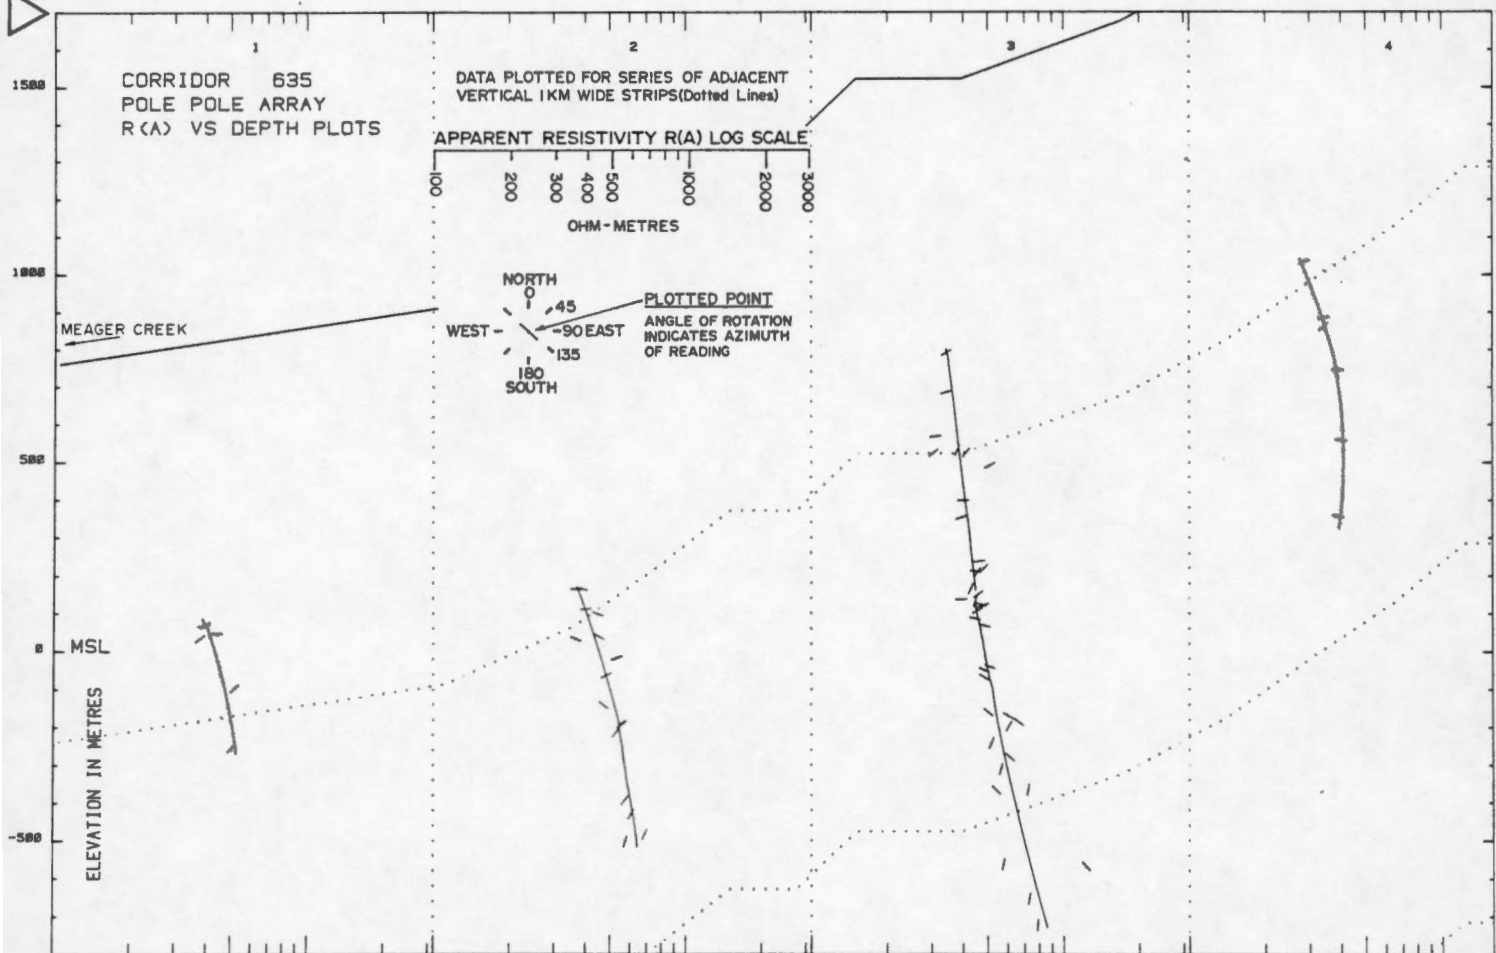 1
2
3
4
CORRIDOR 635
POLE POLE ARRAY
R(A) VS DEPTH PLOTS
DATA PLOTTED FOR SERIES OF ADJACENT
VERTICAL 1KM WIDE STRIPS(Dotted Lines)
APPARENT RESISTIVITY R(A) LOG SCALE
100
200
300
400
500
1000
2000
3000
OHM-METRES
NORTH
0
45
WEST
90 EAST
135
180
SOUTH
PLOTTED POINT
ANGLE OF ROTATION
INDICATES AZIMUTH
OF READING
MEAGER CREEK
1500
1000
500
0
MSL
-500
ELEVATION IN METRES